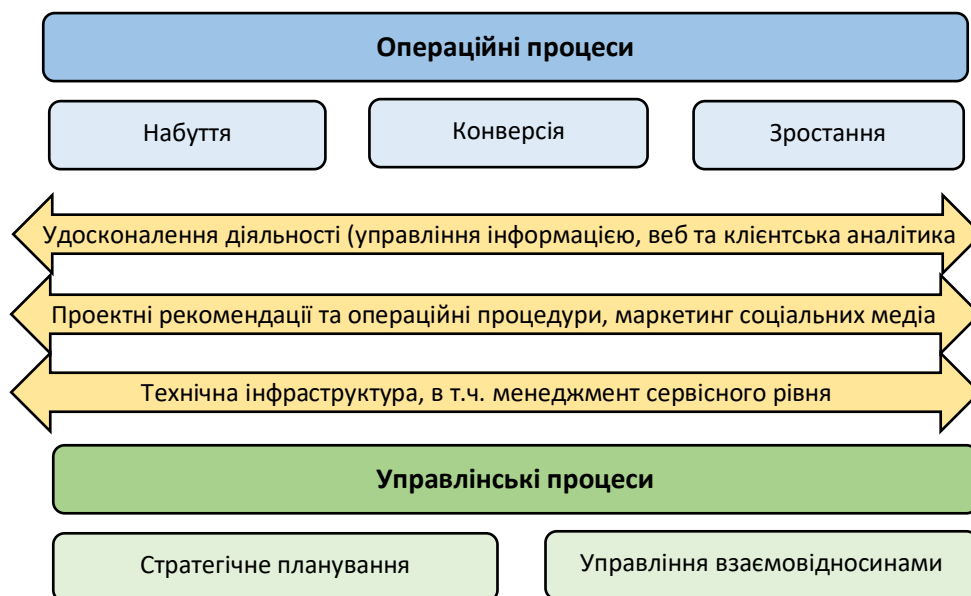 Операційні процеси
Набуття
Конверсія
Зростання
Удосконалення діяльності (управління інформацією, веб та клієнтська аналітика
Проектні рекомендації та операційні процедури, маркетинг соціальних медіа
Технічна інфраструктура, в т.ч. менеджмент сервісного рівня
Управлінські процеси
Стратегічне планування
Управління взаємовідносинами